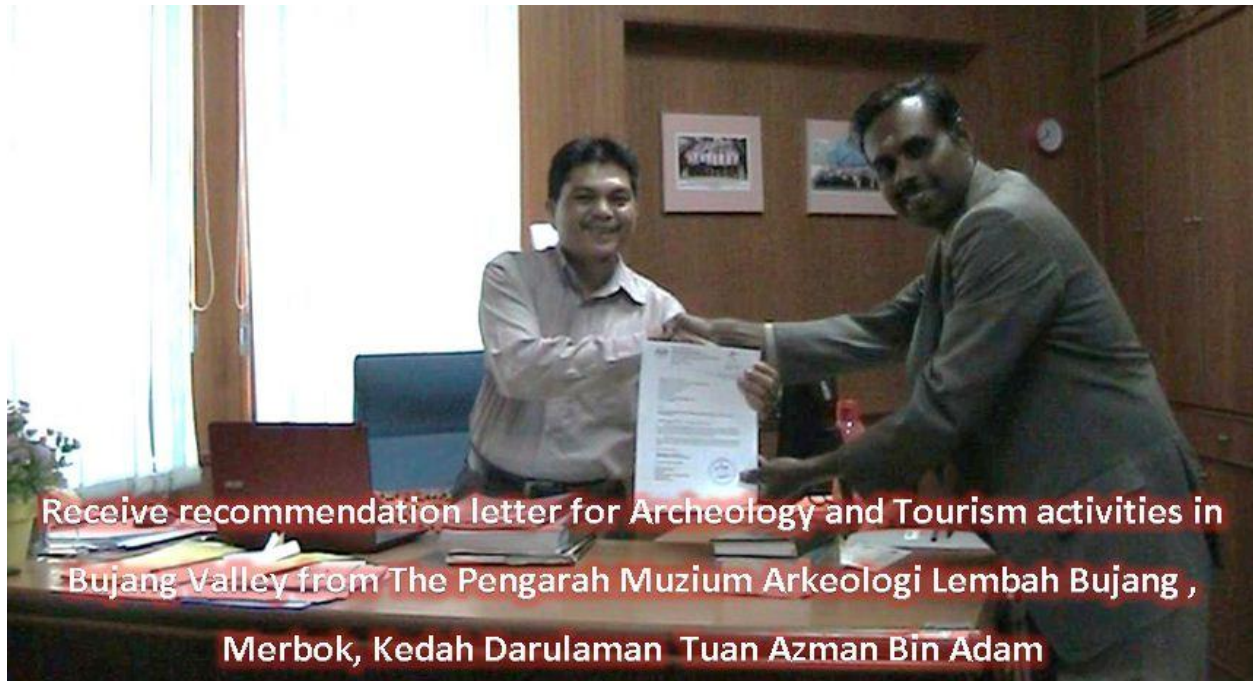 Receive recommendation letter for Archeology and Tourism activities in
Bujang Valley from The Pengarah Muzium Arkeologi Lembah Bujang ,
Merbok, Kedah Darulaman Tuan Azman Bin Adam